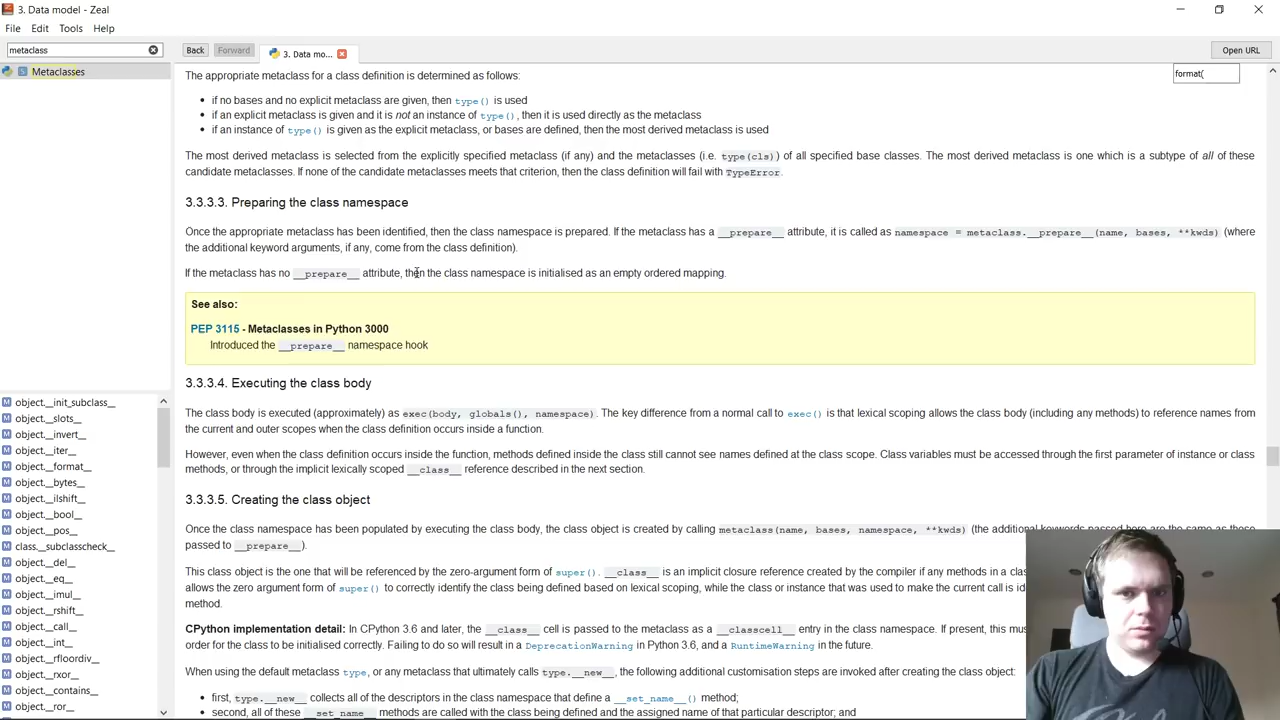 3. Data model - Zeal
File Edit Tools Help
metaclass
Back Forward 3. Data mo... Open URL
Metaclasses
format(
The appropriate metaclass for a class definition is determined as follows:
• if no bases and no explicit metaclass are given, then type() is used
• if an explicit metaclass is given and it is not an instance of type(), then it is used directly as the metaclass
• if an instance of type() is given as the explicit metaclass, or bases are defined, then the most derived metaclass is used
The most derived metaclass is selected from the explicitly specified metaclass (if any) and the metaclasses (i.e. type(cls)) of all specified base classes. The most derived metaclass is one which is a subtype of all of these
candidate metaclasses. If none of the candidate metaclasses meets that criterion, then the class definition will fail with TypeError.
3.3.3.3. Preparing the class namespace
Once the appropriate metaclass has been identified, then the class namespace is prepared. If the metaclass has a __prepare__ attribute, it is called as namespace = metaclass.__prepare__(name, bases, **kwds) (where
the additional keyword arguments, if any, come from the class definition).
If the metaclass has no __prepare__ attribute, then the class namespace is initialised as an empty ordered mapping.
See also:
PEP 3115 - Metaclasses in Python 3000
Introduced the __prepare__ namespace hook
3.3.3.4. Executing the class body
The class body is executed (approximately) as exec(body, globals(), namespace). The key difference from a normal call to exec() is that lexical scoping allows the class body (including any methods) to reference names from
the current and outer scopes when the class definition occurs inside a function.
However, even when the class definition occurs inside the function, methods defined inside the class still cannot see names defined at the class scope. Class variables must be accessed through the first parameter of instance or class
methods, or through the implicit lexically scoped __class__ reference described in the next section.
3.3.3.5. Creating the class object
Once the class namespace has been populated by executing the class body, the class object is created by calling metaclass(name, bases, namespace, **kwds) (the additional keywords passed here are the same as those
passed to __prepare__).
This class object is the one that will be referenced by the zero-argument form of super(). __class__ is an implicit closure reference created by the compiler if any methods in a
allows the zero argument form of super() to correctly identify the class being defined based on lexical scoping, while the class or instance that was used to make the current call is
method.
CPython implementation detail: In CPython 3.6 and later, the __class__ cell is passed to the metaclass as a __classcell__ entry in the class namespace. If present, this
order for the class to be initialised correctly. Failing to do so will result in a DeprecationWarning in Python 3.6, and a RuntimeWarning in the future.
When using the default metaclass type, or any metaclass that ultimately calls type.__new__, the following additional customisation steps are invoked after creating the class object:
• first, type.__new__ collects all of the descriptors in the class namespace that define a __set_name__() method;
• second, all of these __set_name__ methods are called with the class being defined and the assigned name of that particular descriptor; and
object.__init_subclass__
object.__slots__
object.__invert__
object.__iter__
object.__format__
object.__bytes__
object.__ilshift__
object.__bool__
object.__pos__
class.__subclasscheck__
object.__del__
object.__eq__
object.__imul__
object.__rshift__
object.__call__
object.__int__
object.__rfloordiv__
object.__rxor__
object.__contains__
object.__ror__